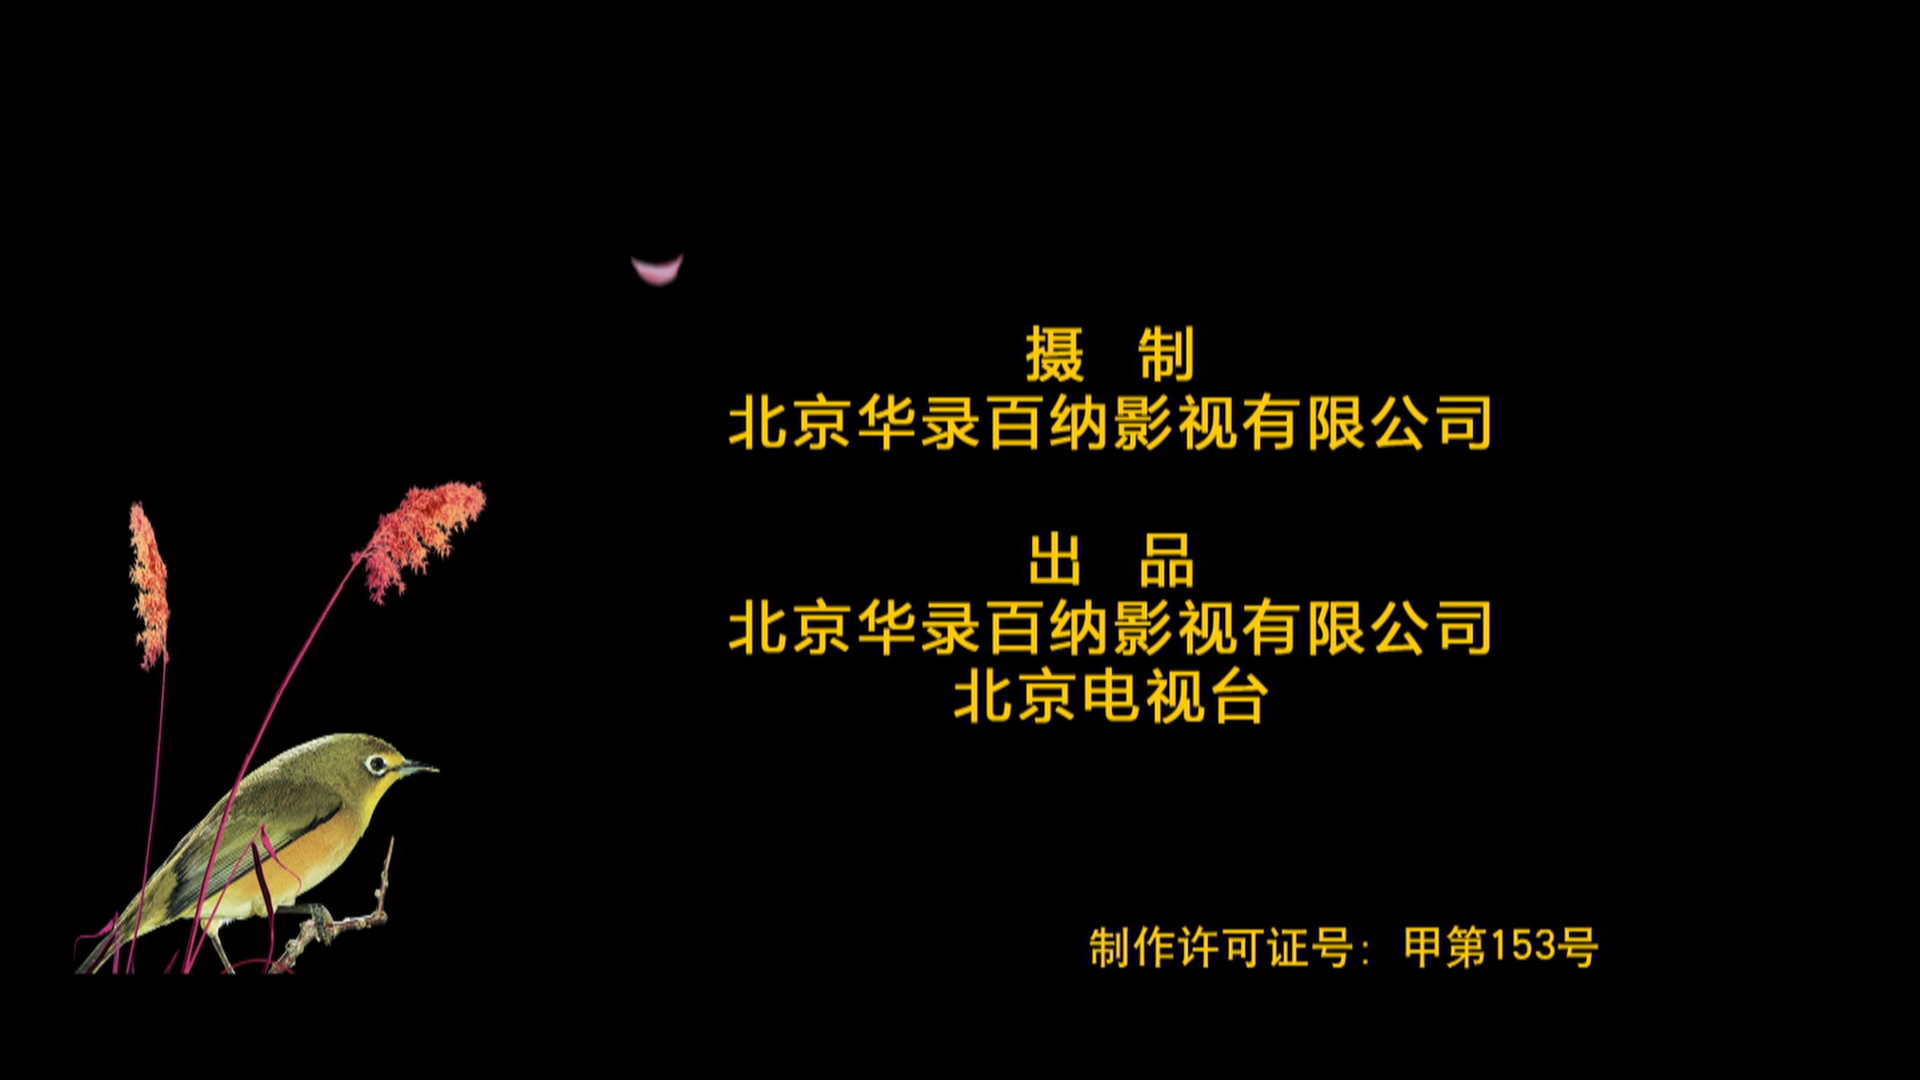 摄 制
北京华录百纳影视有限公司
出 品
北京华录百纳影视有限公司
北京电视台
制作许可证号：甲第153号